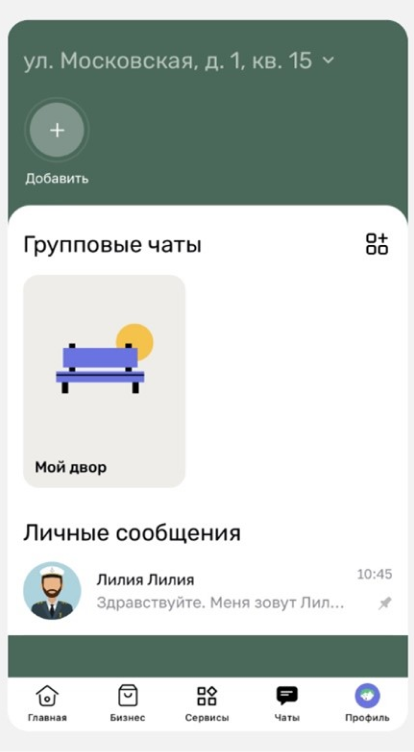 ул. Московская, д. 1, кв. 15
Добавить
Групповые чаты
Мой двор
Личные сообщения
Лилия Лилия
10:45
Здравствуйте. Меня зовут Лил...
Главная
Бизнес
Сервисы
Чаты
Профиль